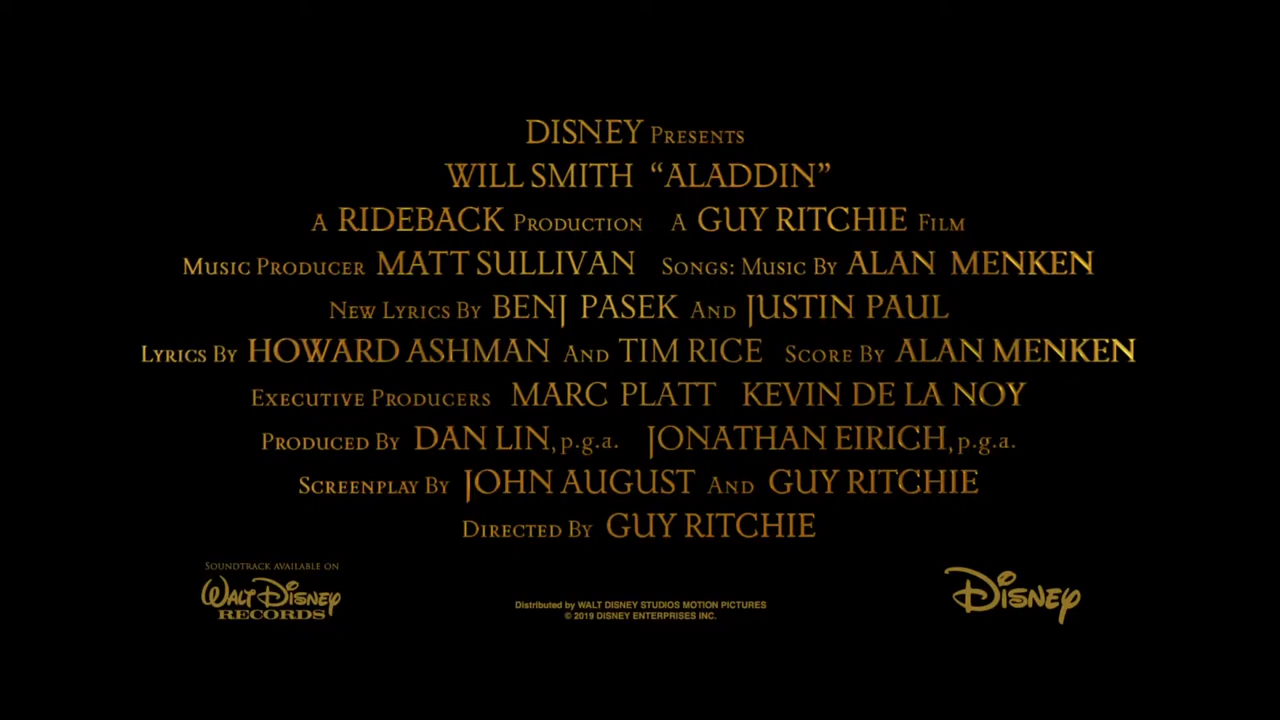 DISNEY PRESENTS
WILL SMITH “ALADDIN”
A RIDEBACK PRODUCTION A GUY RITCHIE FILM
MUSIC PRODUCER MATT SULLIVAN SONGS: MUSIC BY ALAN MENKEN
NEW LYRICS BY BENJ PASEK AND JUSTIN PAUL
LYRICS BY HOWARD ASHMAN AND TIM RICE SCORE BY ALAN MENKEN
EXECUTIVE PRODUCERS MARC PLATT KEVIN DE LA NOY
PRODUCED BY DAN LIN, p.g.a. JONATHAN EIRICH, p.g.a.
SCREENPLAY BY JOHN AUGUST AND GUY RITCHIE
DIRECTED BY GUY RITCHIE
SOUNDTRACK AVAILABLE ON
WALT DISNEY
RECORDS
Distributed by WALT DISNEY STUDIOS MOTION PICTURES
© 2019 DISNEY ENTERPRISES INC.
DISNEY